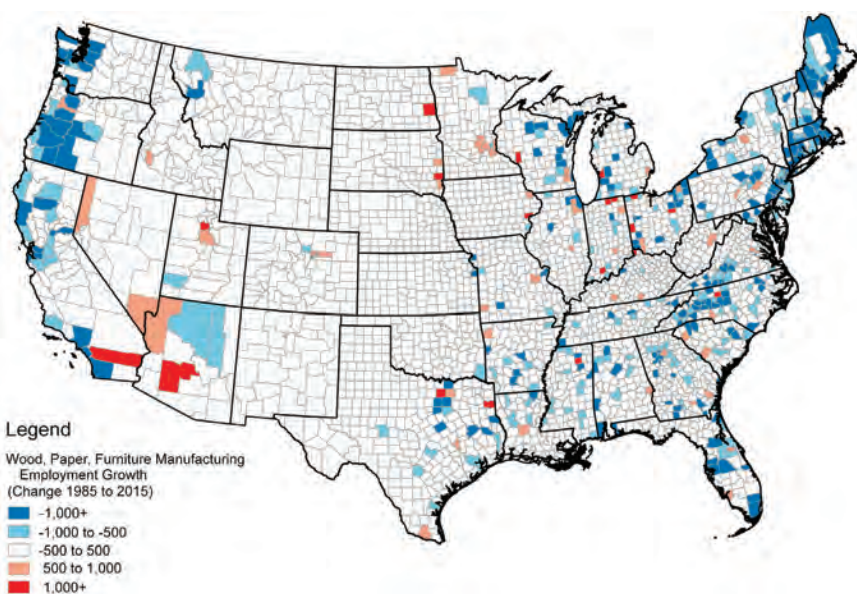 Legend
Wood, Paper, Furniture Manufacturing
Employment Growth
(Change 1985 to 2015)
-1,000+
-1,000 to -500
-500 to 500
500 to 1,000
1,000+